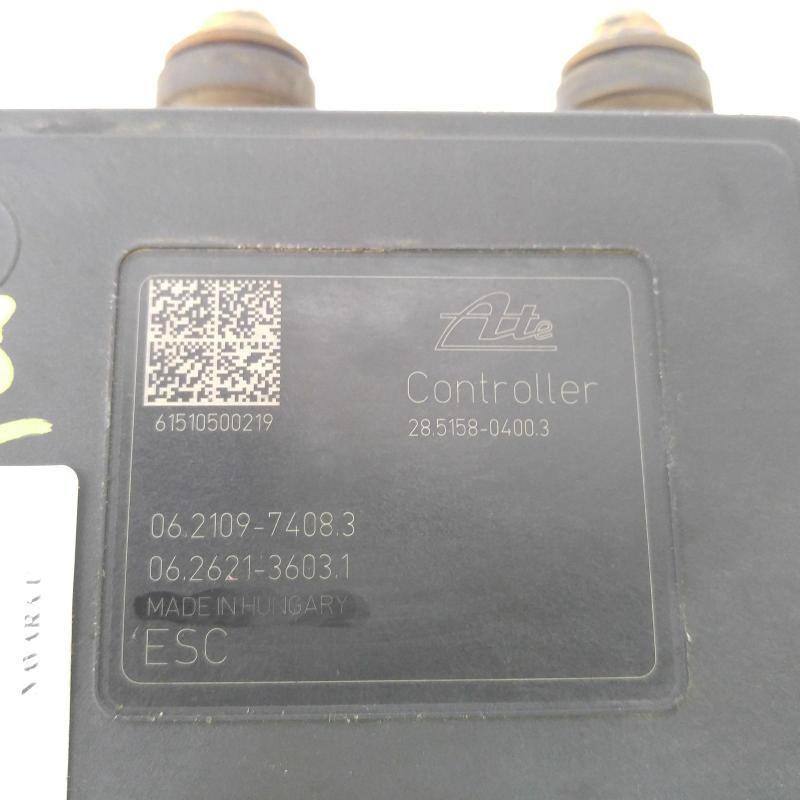 Ate
Controller
61510500219
28.5158-0400.3
06.2109-7408.3
06.2621-3603.1
MADE IN HUNGARY
ESC